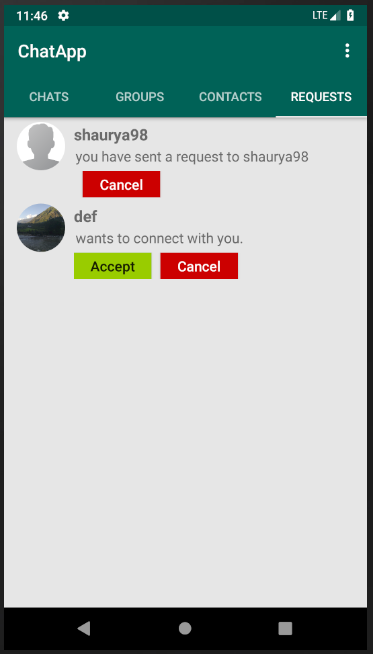 11:46 LTE
ChatApp
CHATS GROUPS CONTACTS REQUESTS
shaurya98
you have sent a request to shaurya98
Cancel
def
wants to connect with you.
Accept Cancel